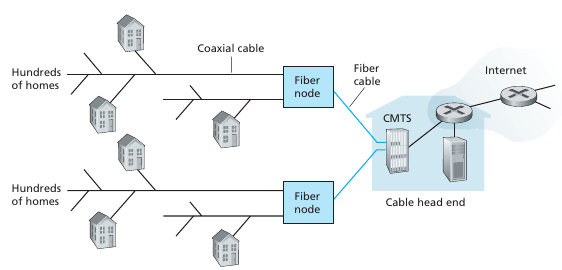 Coaxial cable
Hundreds
of homes
Fiber
node
Fiber
cable
Internet
CMTS
Hundreds
of homes
Fiber
node
Cable head end